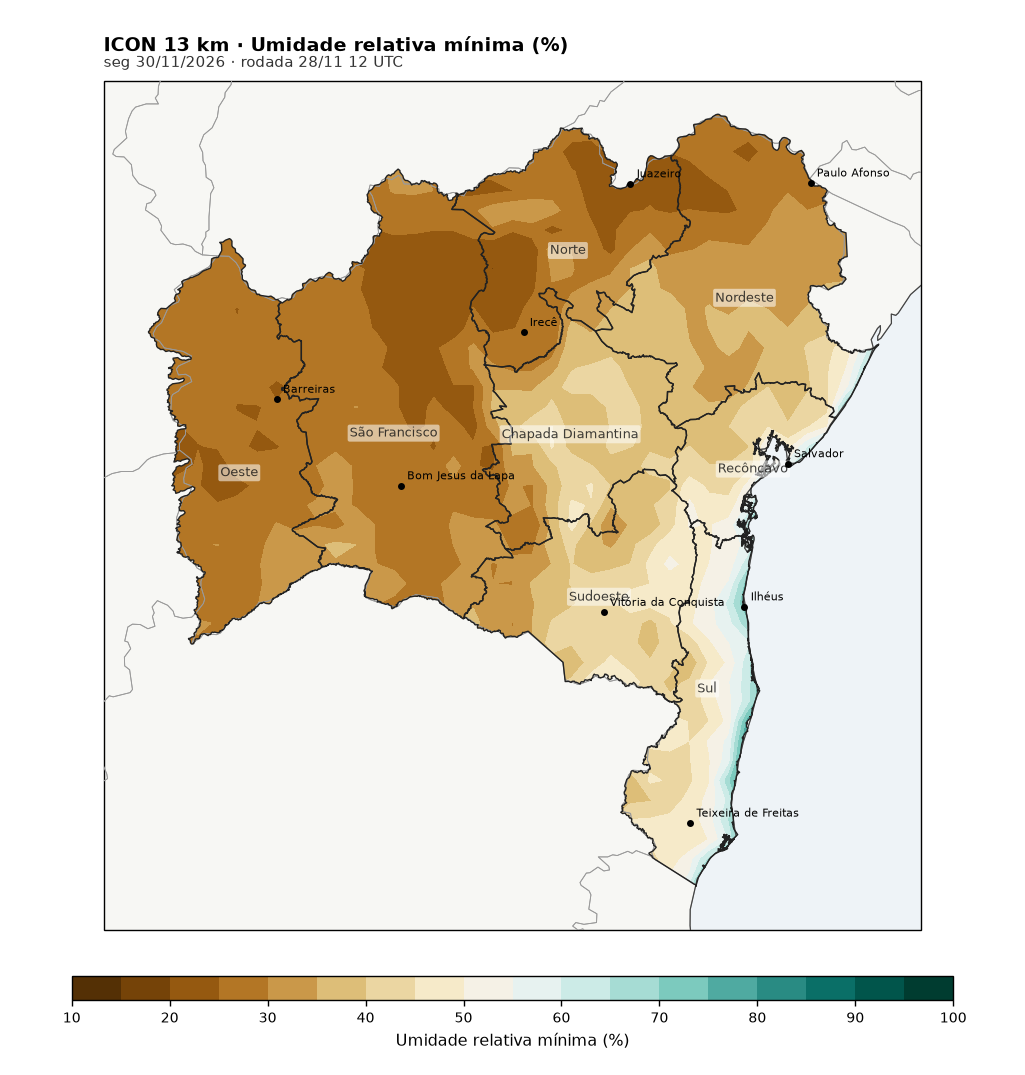 ICON 13 km · Umidade relativa mínima (%)
seg 30/11/2026 · rodada 28/11 12 UTC
Juazeiro
Paulo Afonso
Norte
Nordeste
Irecê
Barreiras
São Francisco
Chapada Diamantina
Salvador
Recôncavo
Oeste
Bom Jesus da Lapa
Sudoeste
Vitória da Conquista
Ilhéus
Sul
Teixeira de Freitas
10 20 30 40 50 60 70 80 90 100
Umidade relativa mínima (%)